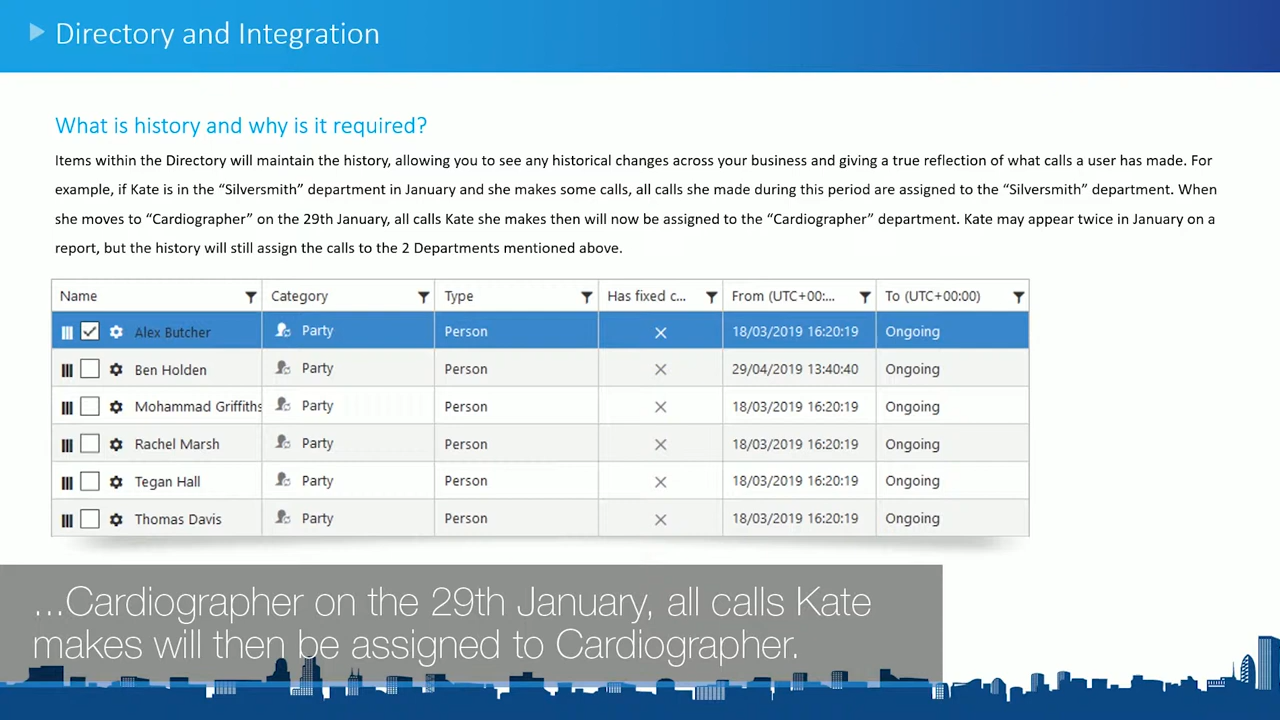 Directory and Integration
What is history and why is it required?
Items within the Directory will maintain the history, allowing you to see any historical changes across your business and giving a true reflection of what calls a user has made. For
example, if Kate is in the “Silversmith” department in January and she makes some calls, all calls she made during this period are assigned to the “Silversmith” department. When
she moves to “Cardiographer” on the 29th January, all calls Kate she makes then will now be assigned to the “Cardiographer” department. Kate may appear twice in January on a
report, but the history will still assign the calls to the 2 Departments mentioned above.
Name Category Type Has fixed c... From (UTC+00:... To (UTC+00:00)
Alex Butcher Party Person 18/03/2019 16:20:19 Ongoing
Ben Holden Party Person 29/04/2019 13:40:40 Ongoing
Mohammad Griffiths Party Person 18/03/2019 16:20:19 Ongoing
Rachel Marsh Party Person 18/03/2019 16:20:19 Ongoing
Tegan Hall Party Person 18/03/2019 16:20:19 Ongoing
Thomas Davis Party Person 18/03/2019 16:20:19 Ongoing
...Cardiographer on the 29th January, all calls Kate
makes will then be assigned to Cardiographer.